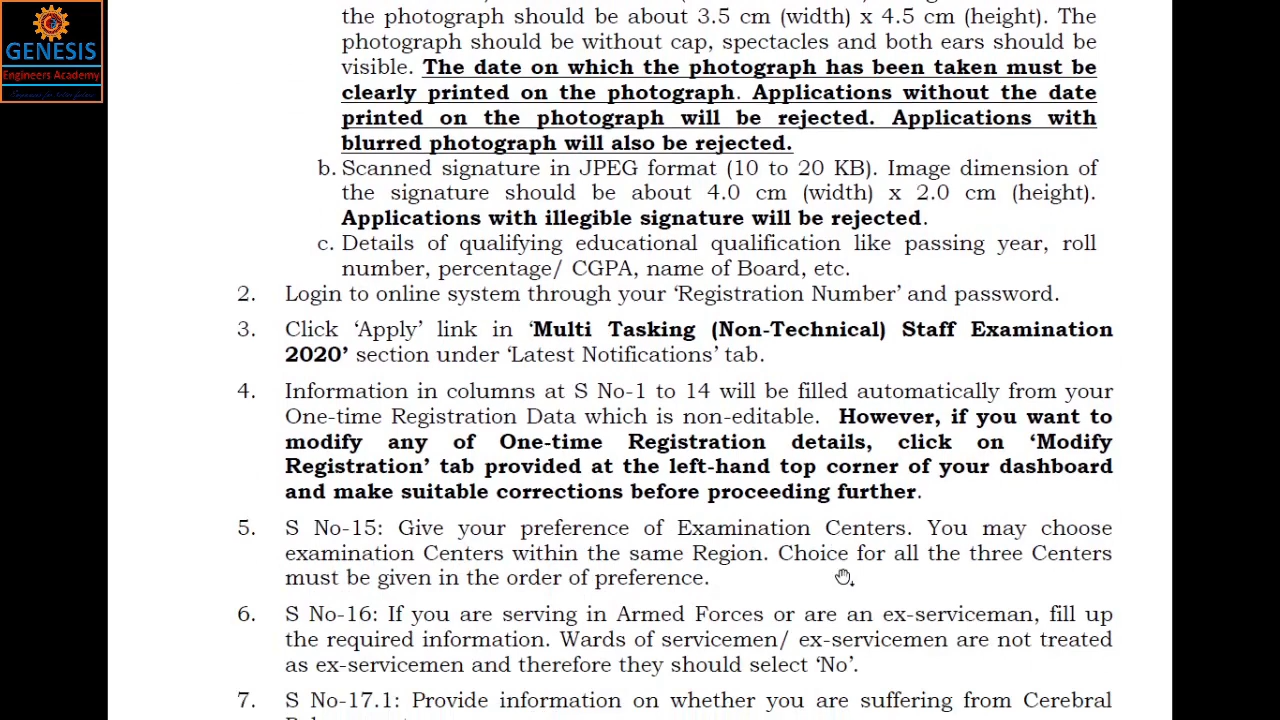 GENESIS
Engineers Academy
the photograph should be about 3.5 cm (width) x 4.5 cm (height). The
photograph should be without cap, spectacles and both ears should be
visible. The date on which the photograph has been taken must be
clearly printed on the photograph. Applications without the date
printed on the photograph will be rejected. Applications with
blurred photograph will also be rejected.
b. Scanned signature in JPEG format (10 to 20 KB). Image dimension of
the signature should be about 4.0 cm (width) x 2.0 cm (height).
Applications with illegible signature will be rejected.
c. Details of qualifying educational qualification like passing year, roll
number, percentage/ CGPA, name of Board, etc.
2. Login to online system through your ‘Registration Number’ and password.
3. Click ‘Apply’ link in ‘Multi Tasking (Non-Technical) Staff Examination
2020’ section under ‘Latest Notifications’ tab.
4. Information in columns at S No-1 to 14 will be filled automatically from your
One-time Registration Data which is non-editable. However, if you want to
modify any of One-time Registration details, click on ‘Modify
Registration’ tab provided at the left-hand top corner of your dashboard
and make suitable corrections before proceeding further.
5. S No-15: Give your preference of Examination Centers. You may choose
examination Centers within the same Region. Choice for all the three Centers
must be given in the order of preference.
6. S No-16: If you are serving in Armed Forces or are an ex-serviceman, fill up
the required information. Wards of servicemen/ ex-servicemen are not treated
as ex-servicemen and therefore they should select ‘No’.
7. S No-17.1: Provide information on whether you are suffering from Cerebral